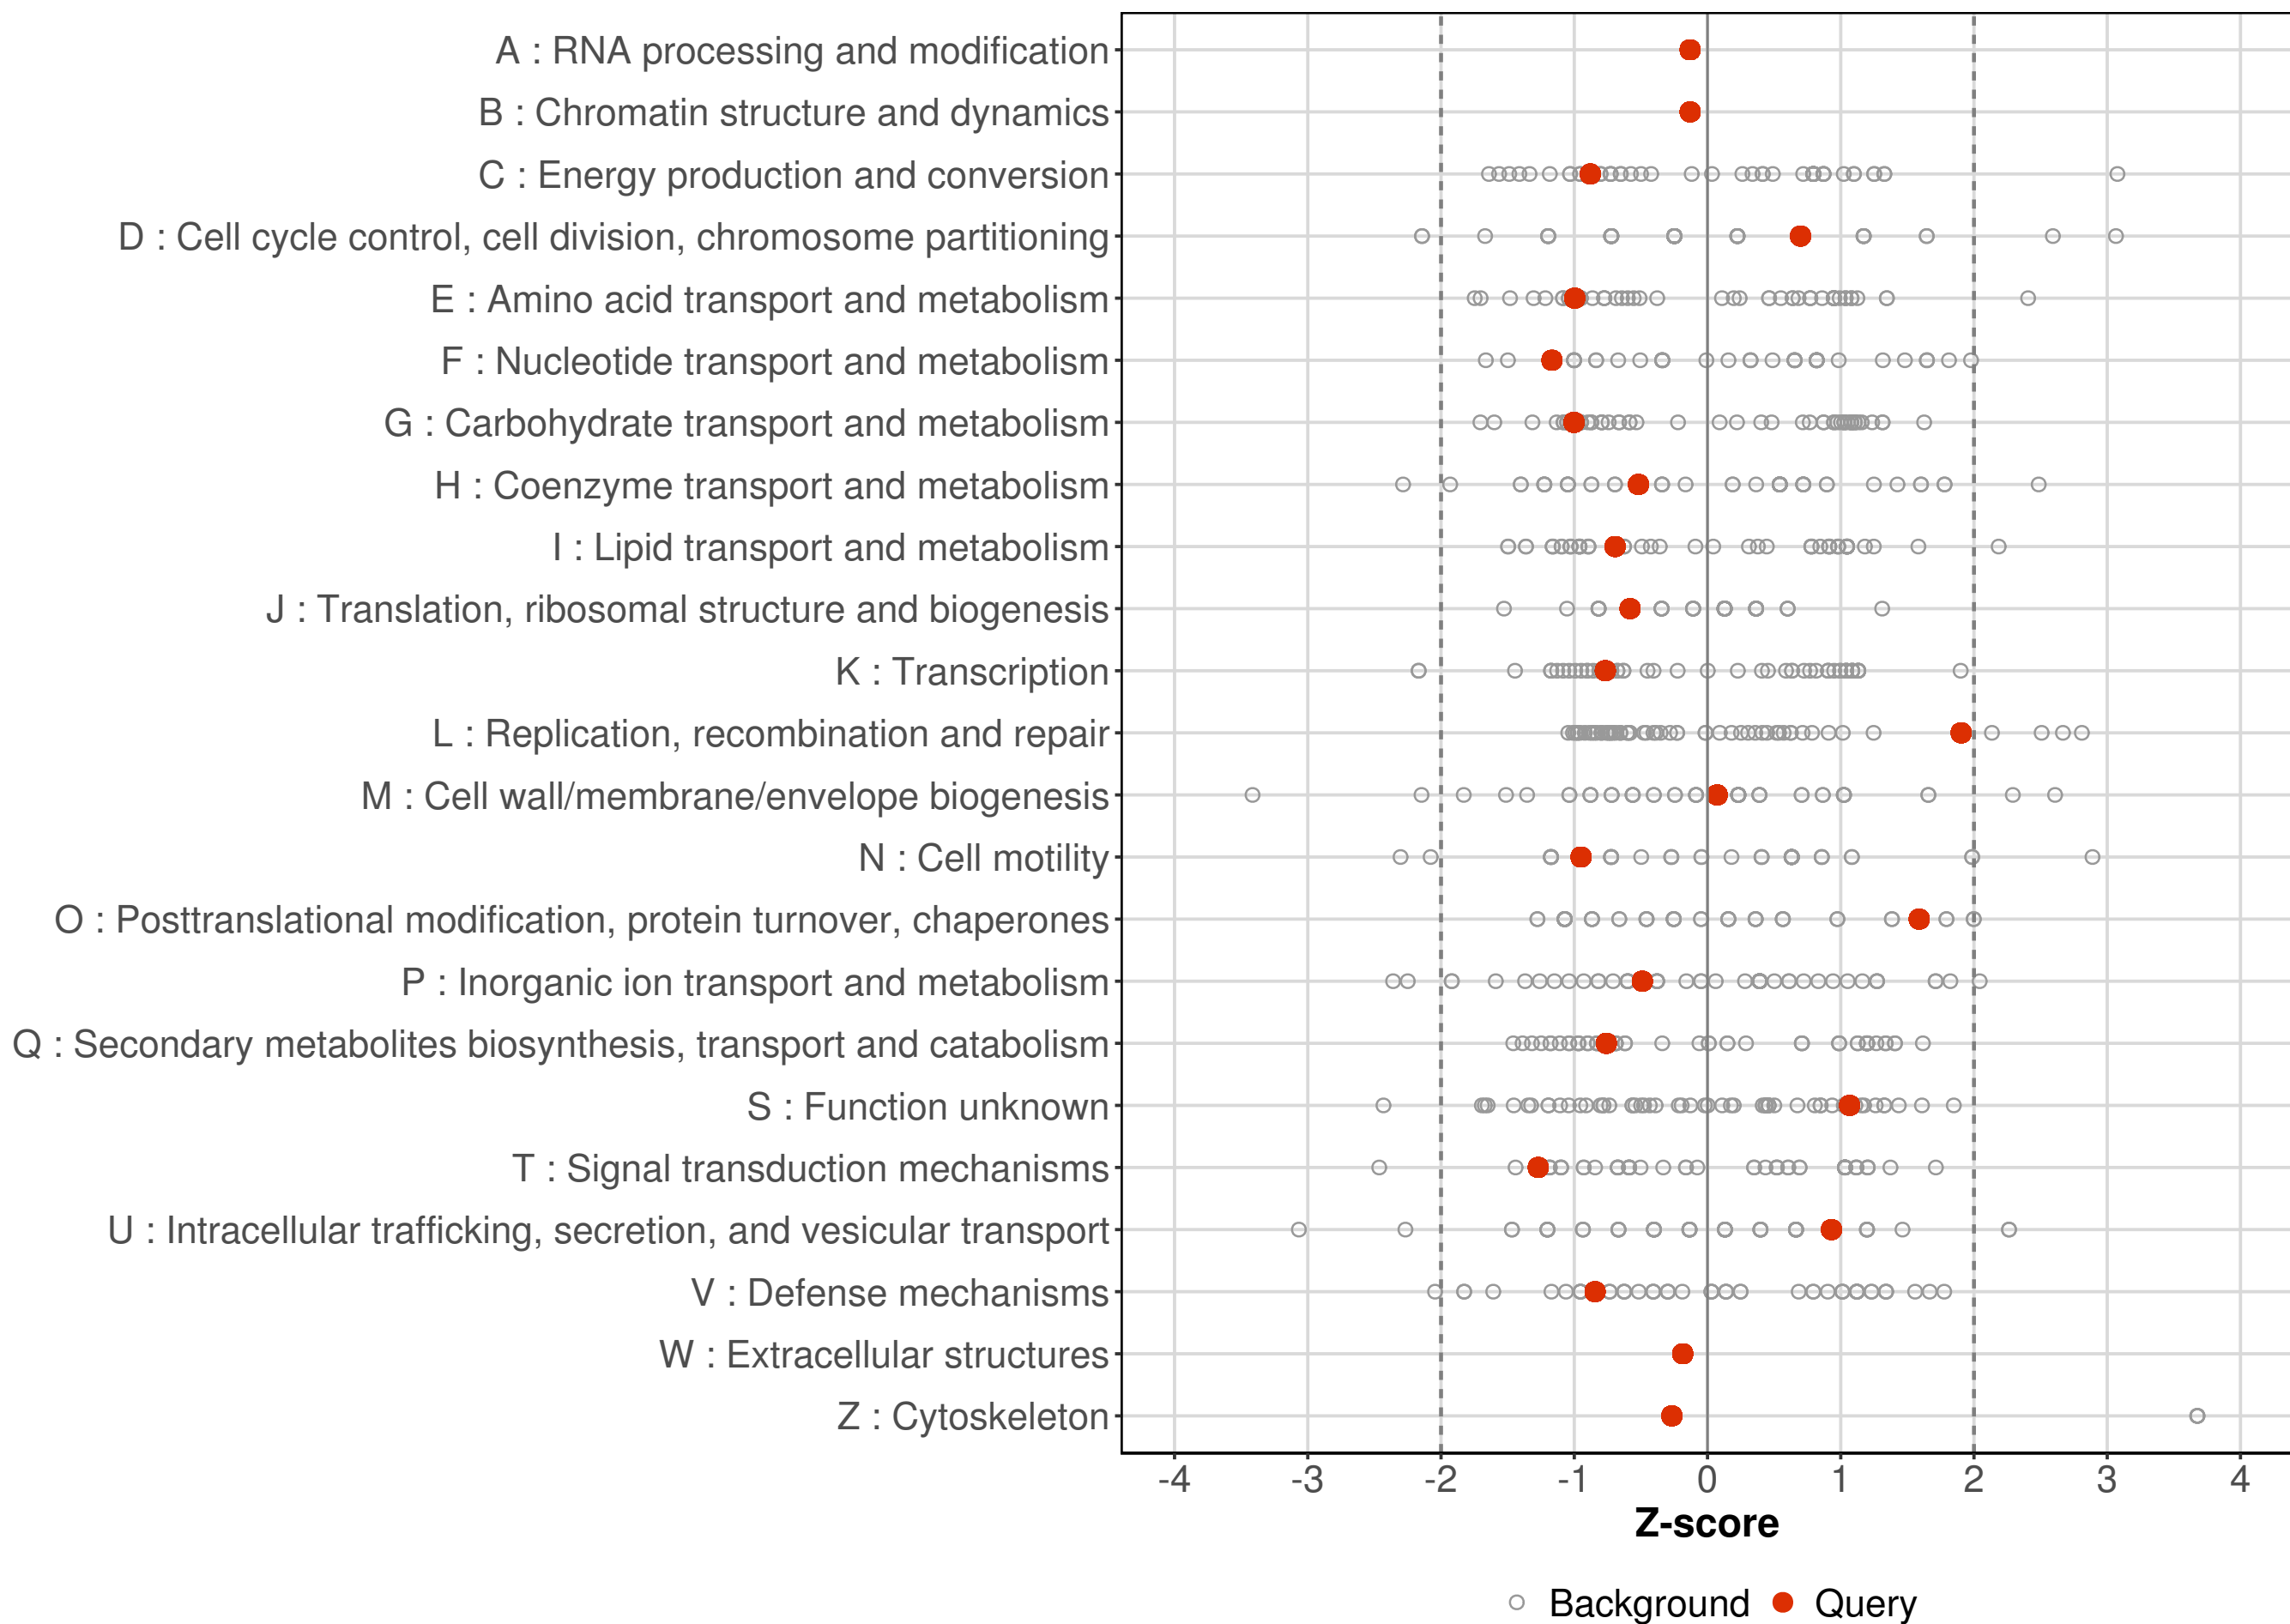 A : RNA processing and modification
B : Chromatin structure and dynamics
C : Energy production and conversion
D : Cell cycle control, cell division, chromosome partitioning
E : Amino acid transport and metabolism
F : Nucleotide transport and metabolism
G : Carbohydrate transport and metabolism
H : Coenzyme transport and metabolism
I : Lipid transport and metabolism
J : Translation, ribosomal structure and biogenesis
K : Transcription
L : Replication, recombination and repair
M : Cell wall/membrane/envelope biogenesis
N : Cell motility
O : Posttranslational modification, protein turnover, chaperones
P : Inorganic ion transport and metabolism
Q : Secondary metabolites biosynthesis, transport and catabolism
S : Function unknown
T : Signal transduction mechanisms
U : Intracellular trafficking, secretion, and vesicular transport
V : Defense mechanisms
W : Extracellular structures
Z : Cytoskeleton
-4 -3 -2 -1 0 1 2 3 4
Z-score
Background Query